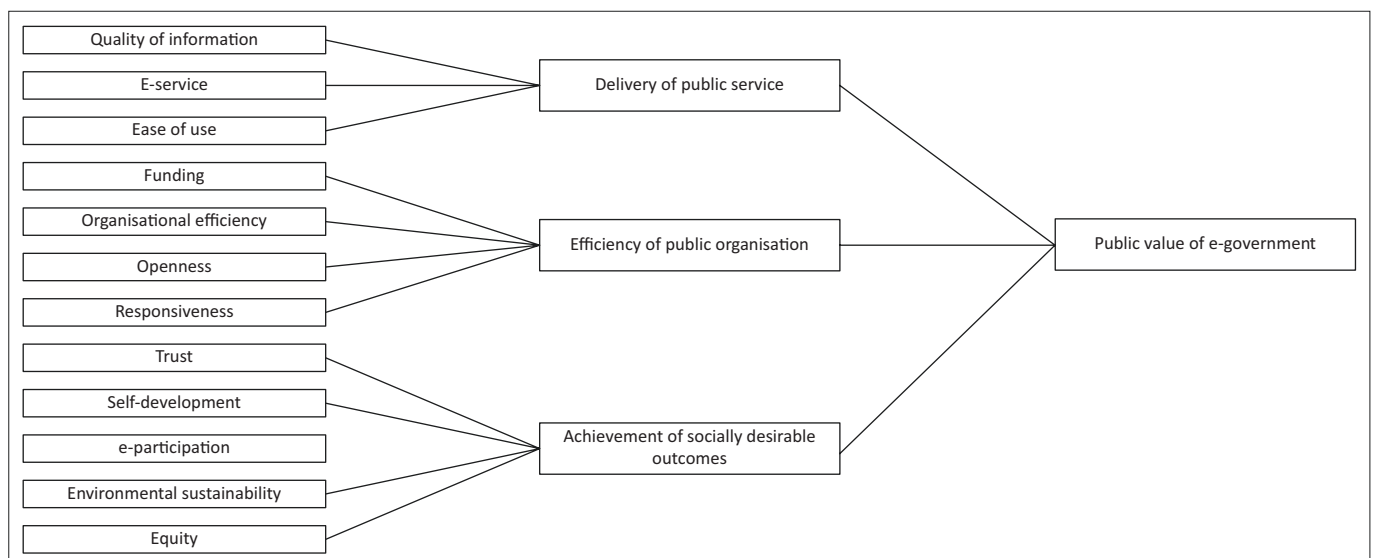 Quality of information
E-service
Ease of use
Funding
Organisational efficiency
Openness
Responsiveness
Trust
Self-development
e-participation
Environmental sustainability
Equity
Delivery of public service
Efficiency of public organisation
Achievement of socially desirable
outcomes
Public value of e-government